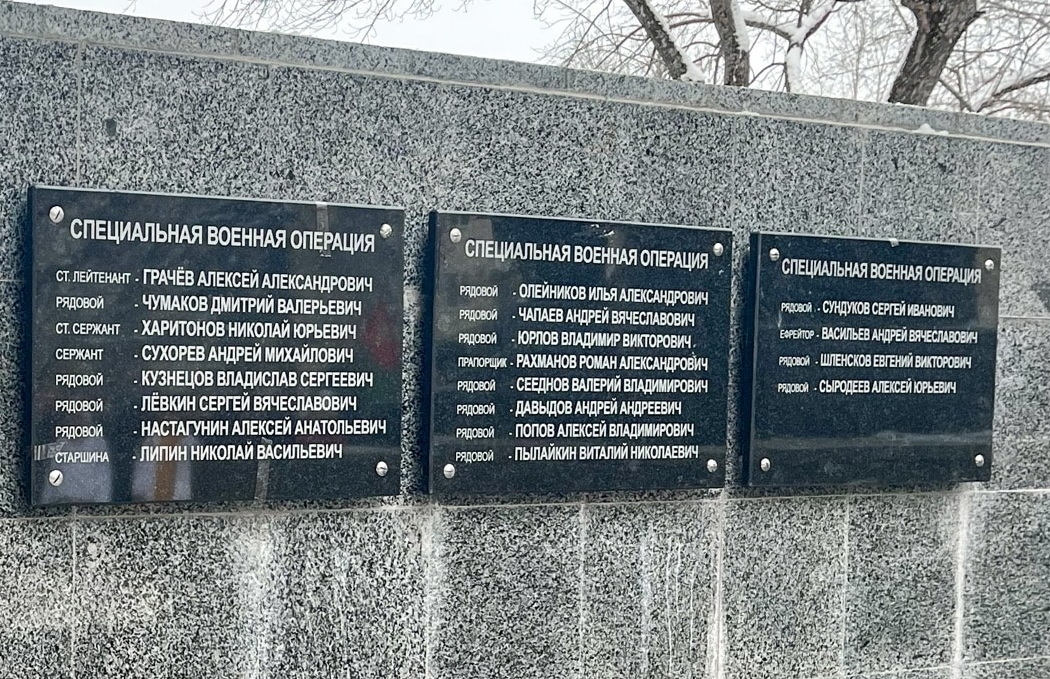 СПЕЦИАЛЬНАЯ ВОЕННАЯ ОПЕРАЦИЯ
СТ. ЛЕЙТЕНАНТ - ГРАЧЁВ АЛЕКСЕЙ АЛЕКСАНДРОВИЧ
РЯДОВОЙ - ЧУМАКОВ ДМИТРИЙ ВАЛЕРЬЕВИЧ
СТ. СЕРЖАНТ - ХАРИТОНОВ НИКОЛАЙ ЮРЬЕВИЧ
СЕРЖАНТ - СУХОРЕВ АНДРЕЙ МИХАЙЛОВИЧ
РЯДОВОЙ - КУЗНЕЦОВ ВЛАДИСЛАВ СЕРГЕЕВИЧ
РЯДОВОЙ - ЛЁВКИН СЕРГЕЙ ВЯЧЕСЛАВОВИЧ
РЯДОВОЙ - НАСТАГУНИН АЛЕКСЕЙ АНАТОЛЬЕВИЧ
СТАРШИНА - ЛИПИН НИКОЛАЙ ВАСИЛЬЕВИЧ
СПЕЦИАЛЬНАЯ ВОЕННАЯ ОПЕРАЦИЯ
РЯДОВОЙ - ОЛЕЙНИКОВ ИЛЬЯ АЛЕКСАНДРОВИЧ
РЯДОВОЙ - ЧАПАЕВ АНДРЕЙ ВЯЧЕСЛАВОВИЧ
РЯДОВОЙ - ЮРЛОВ ВЛАДИМИР ВИКТОРОВИЧ
ПРАПОРЩИК - РАХМАНОВ РОМАН АЛЕКСАНДРОВИЧ
РЯДОВОЙ - СЕЕДНОВ ВАЛЕРИЙ ВЛАДИМИРОВИЧ
РЯДОВОЙ - ДАВЫДОВ АНДРЕЙ АНДРЕЕВИЧ
РЯДОВОЙ - ПОПОВ АЛЕКСЕЙ ВЛАДИМИРОВИЧ
РЯДОВОЙ - ПЫЛАЙКИН ВИТАЛИЙ НИКОЛАЕВИЧ
СПЕЦИАЛЬНАЯ ВОЕННАЯ ОПЕРАЦИЯ
РЯДОВОЙ - СУНДУКОВ СЕРГЕЙ ИВАНОВИЧ
ЕФРЕЙТОР - ВАСИЛЬЕВ АНДРЕЙ ВЯЧЕСЛАВОВИЧ
РЯДОВОЙ - ШЛЕНСКОВ ЕВГЕНИЙ ВИКТОРОВИЧ
РЯДОВОЙ - СЫРОДЕЕВ АЛЕКСЕЙ ЮРЬЕВИЧ